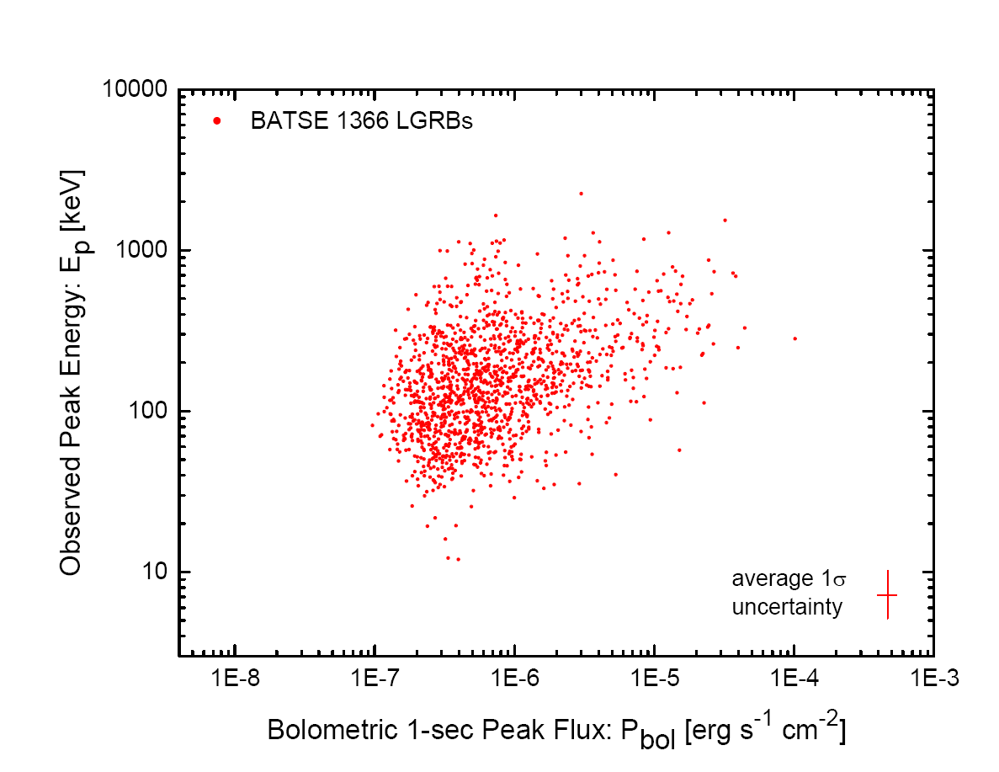 10000
1000
100
10
Observed Peak Energy: Ep [keV]
BATSE 1366 LGRBs
average 1σ
uncertainty
1E-8 1E-7 1E-6 1E-5 1E-4 1E-3
Bolometric 1-sec Peak Flux: Pbol [erg s-1 cm-2]